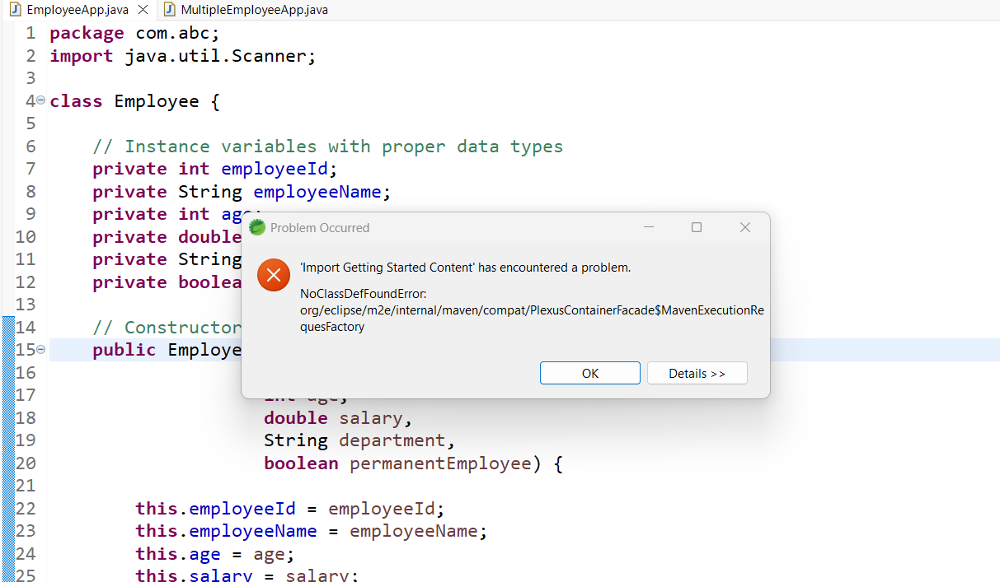 EmployeeApp.java
MultipleEmployeeApp.java
1 package com.abc;
2 import java.util.Scanner;
3
4 class Employee {
5
6 // Instance variables with proper data types
7 private int employeeId;
8 private String employeeName;
9 private int age;
10 private double
11 private String
12 private boolea
13
14 // Constructor
15 public Employe
16
17 int age,
18 double salary,
19 String department,
20 boolean permanentEmployee) {
21
22 this.employeeId = employeeId;
23 this.employeeName = employeeName;
24 this.age = age;
25 this.salary = salary;
Problem Occurred
'Import Getting Started Content' has encountered a problem.
NoClassDefFoundError:
org/eclipse/m2e/internal/maven/compat/PlexusContainerFacade$MavenExecutionRe
quesFactory
OK
Details >>